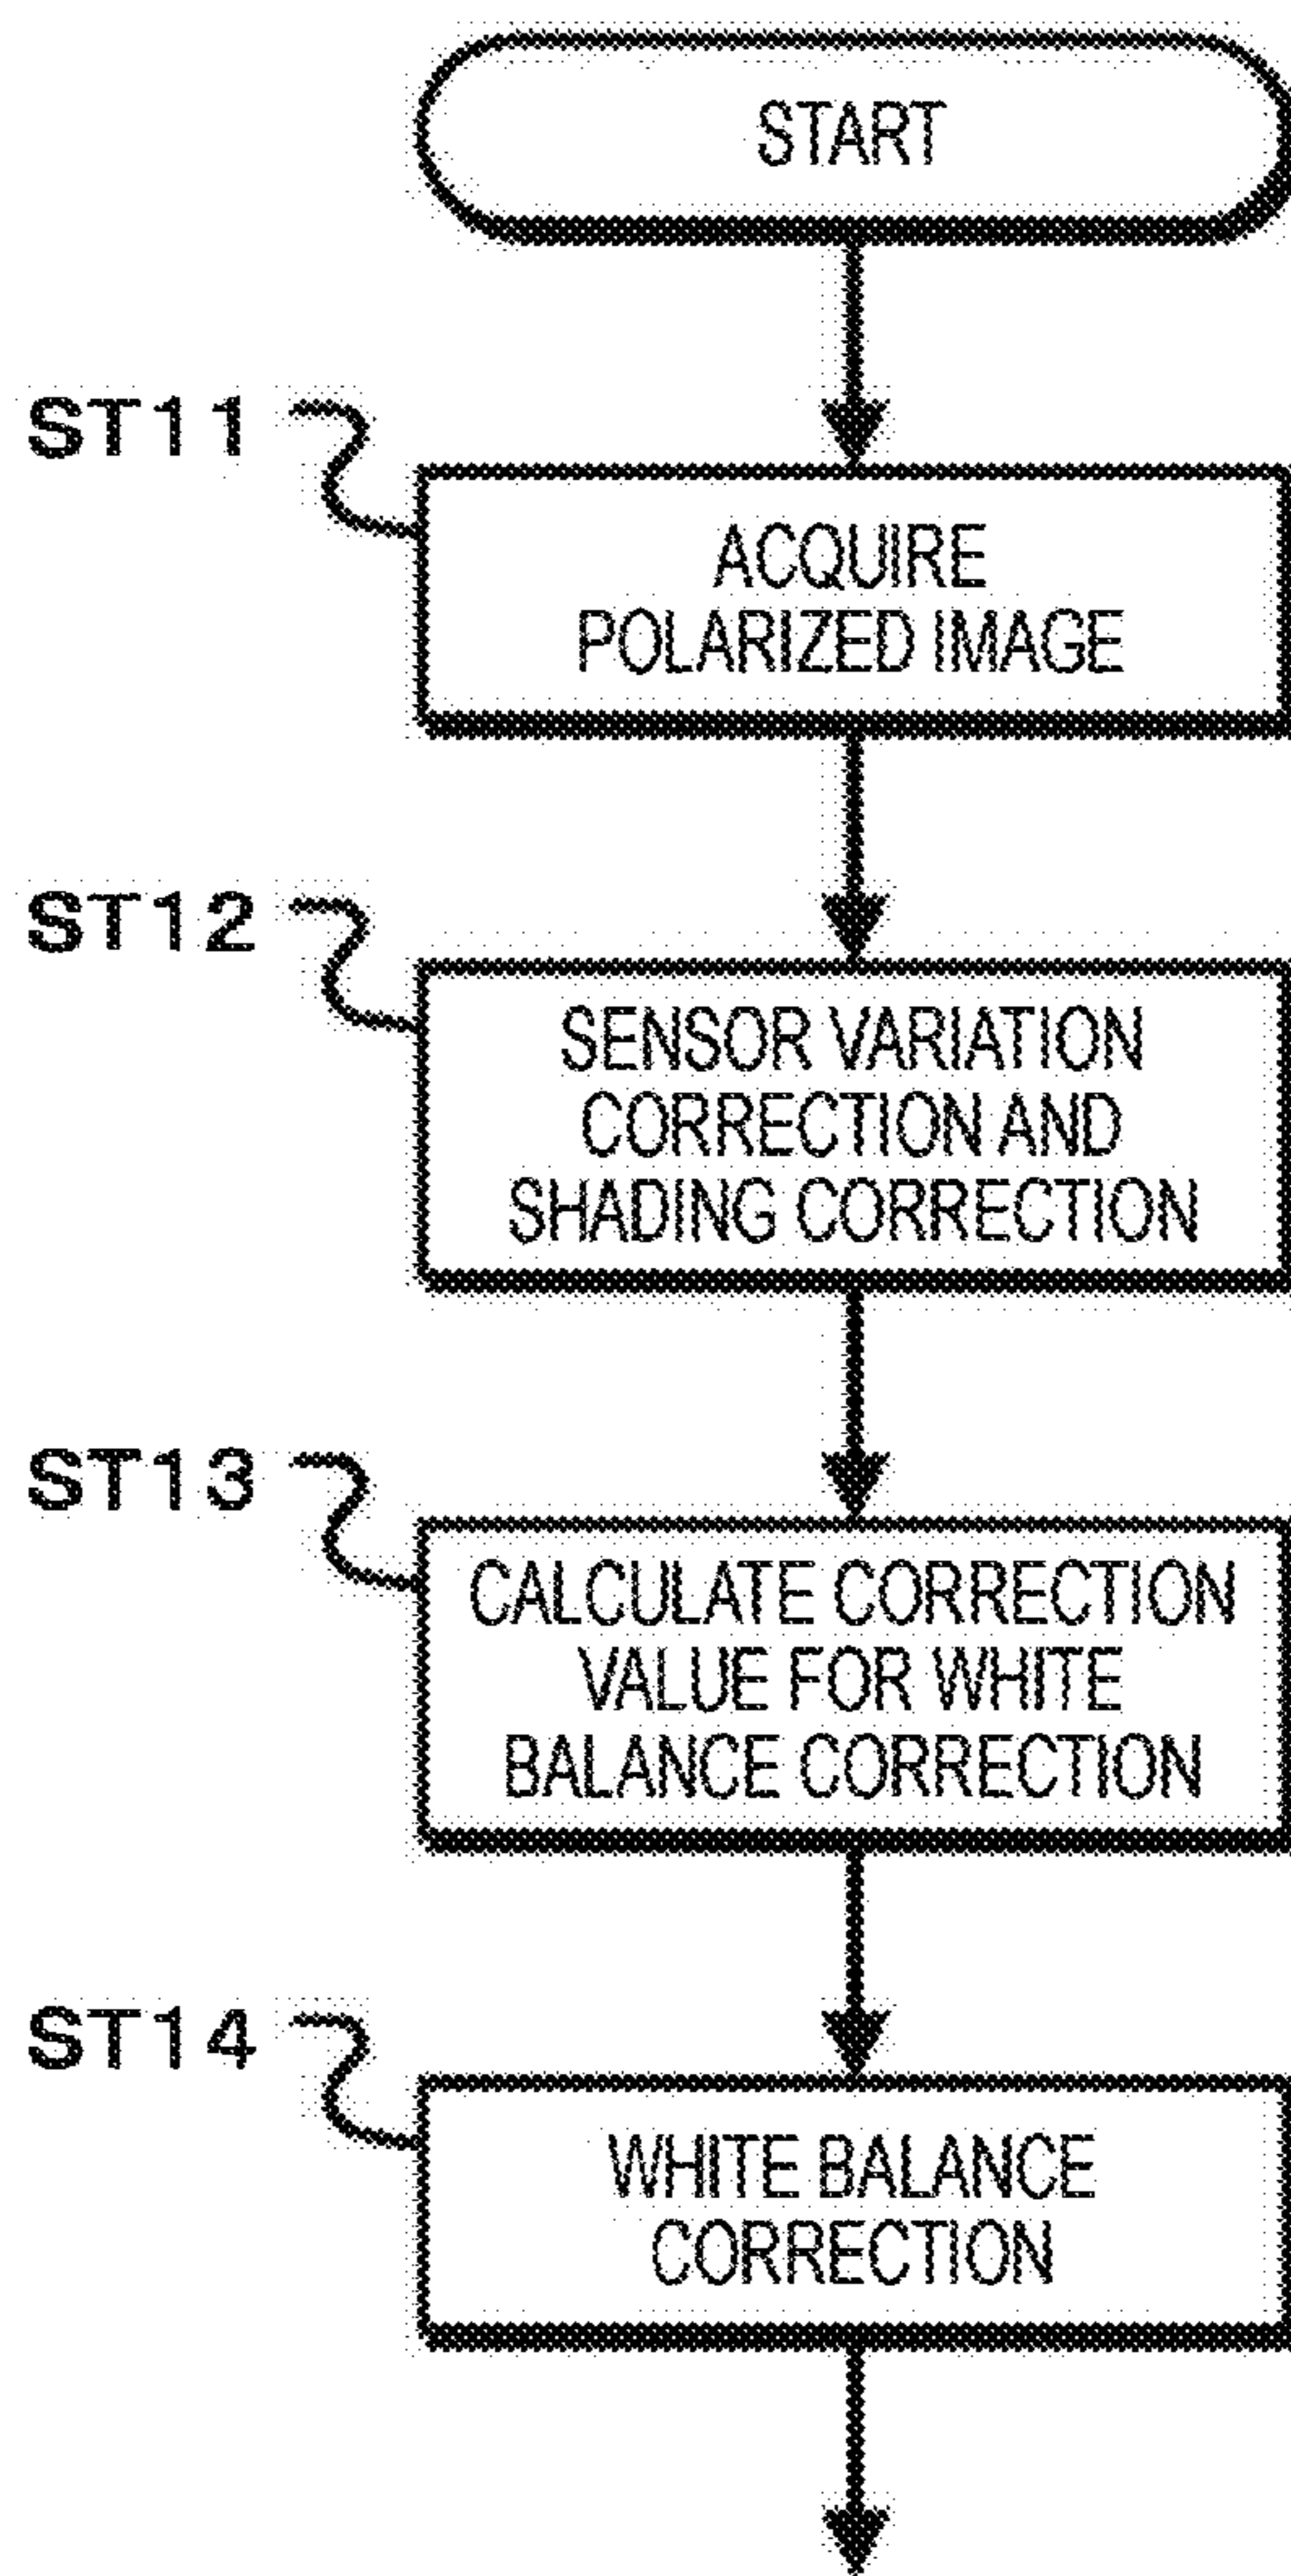 START
ST11
ACQUIRE
POLARIZED IMAGE
ST12
SENSOR VARIATION
CORRECTION AND
SHADING CORRECTION
ST13
CALCULATE CORRECTION
VALUE FOR WHITE
BALANCE CORRECTION
ST14
WHITE BALANCE
CORRECTION